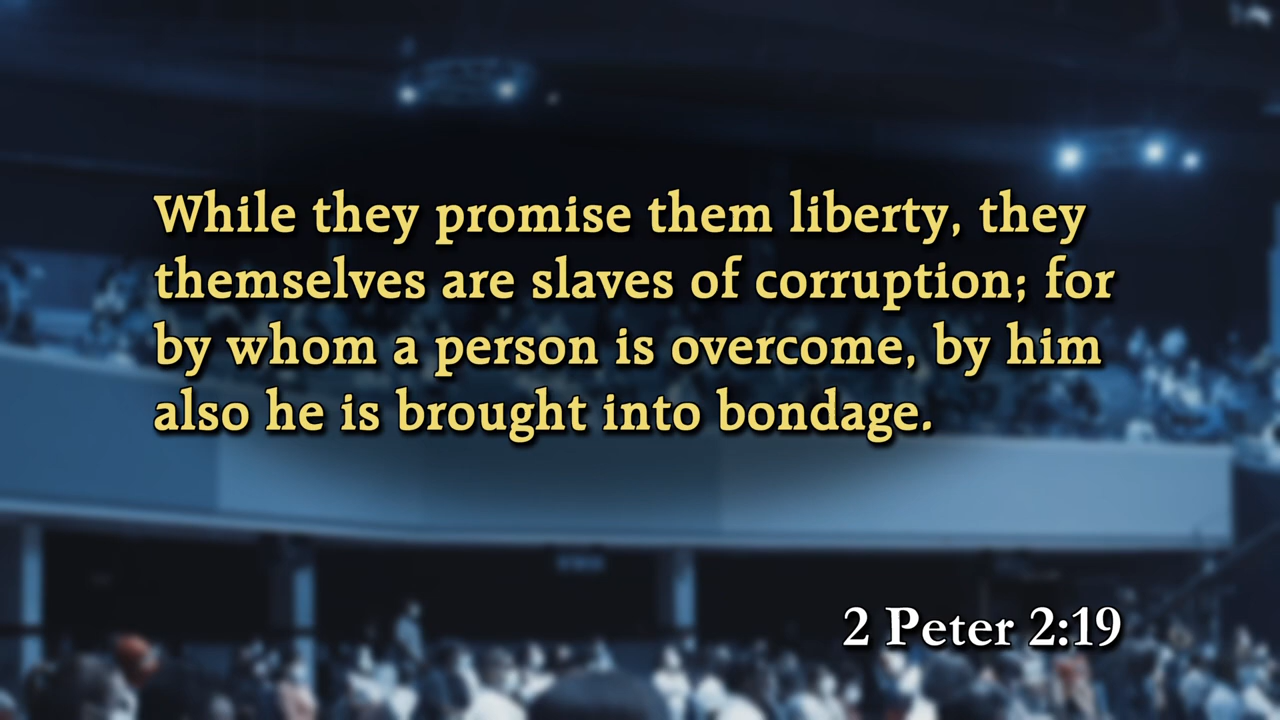 While they promise them liberty, they
themselves are slaves of corruption; for
by whom a person is overcome, by him
also he is brought into bondage.
2 Peter 2:19